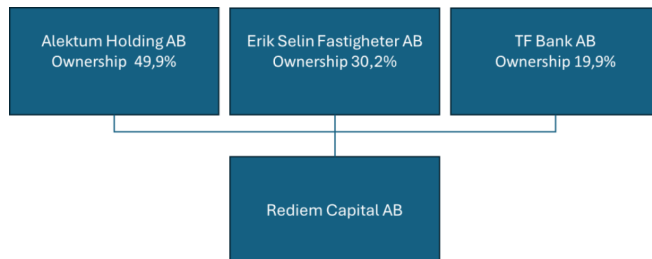 Alektum Holding AB
Ownership 49,9%
Erik Selin Fastigheter AB
Ownership 30,2%
TF Bank AB
Ownership 19,9%
Rediem Capital AB